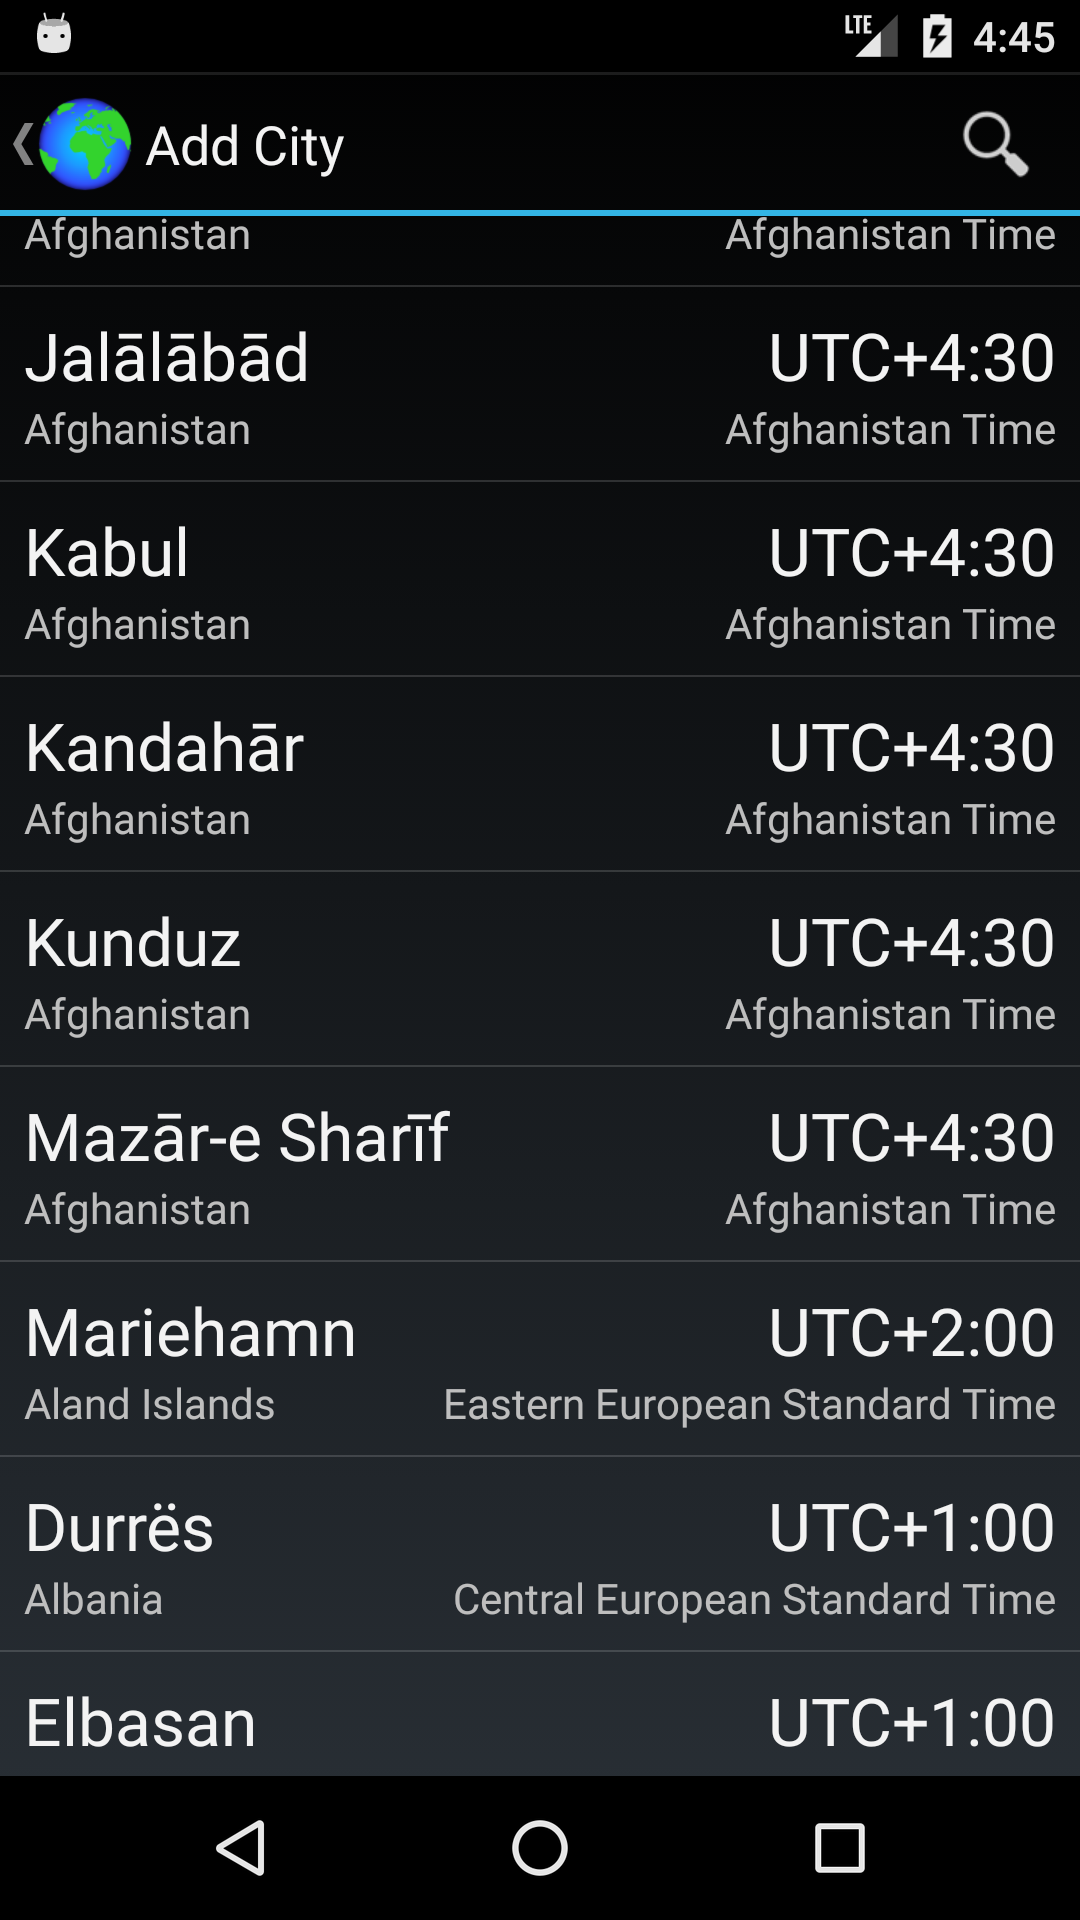 LTE 4:45
Add City
Afghanistan Afghanistan Time
Jalālābād UTC+4:30
Afghanistan Afghanistan Time
Kabul UTC+4:30
Afghanistan Afghanistan Time
Kandahār UTC+4:30
Afghanistan Afghanistan Time
Kunduz UTC+4:30
Afghanistan Afghanistan Time
Mazār-e Sharīf UTC+4:30
Afghanistan Afghanistan Time
Mariehamn UTC+2:00
Aland Islands Eastern European Standard Time
Durrës UTC+1:00
Albania Central European Standard Time
Elbasan UTC+1:00